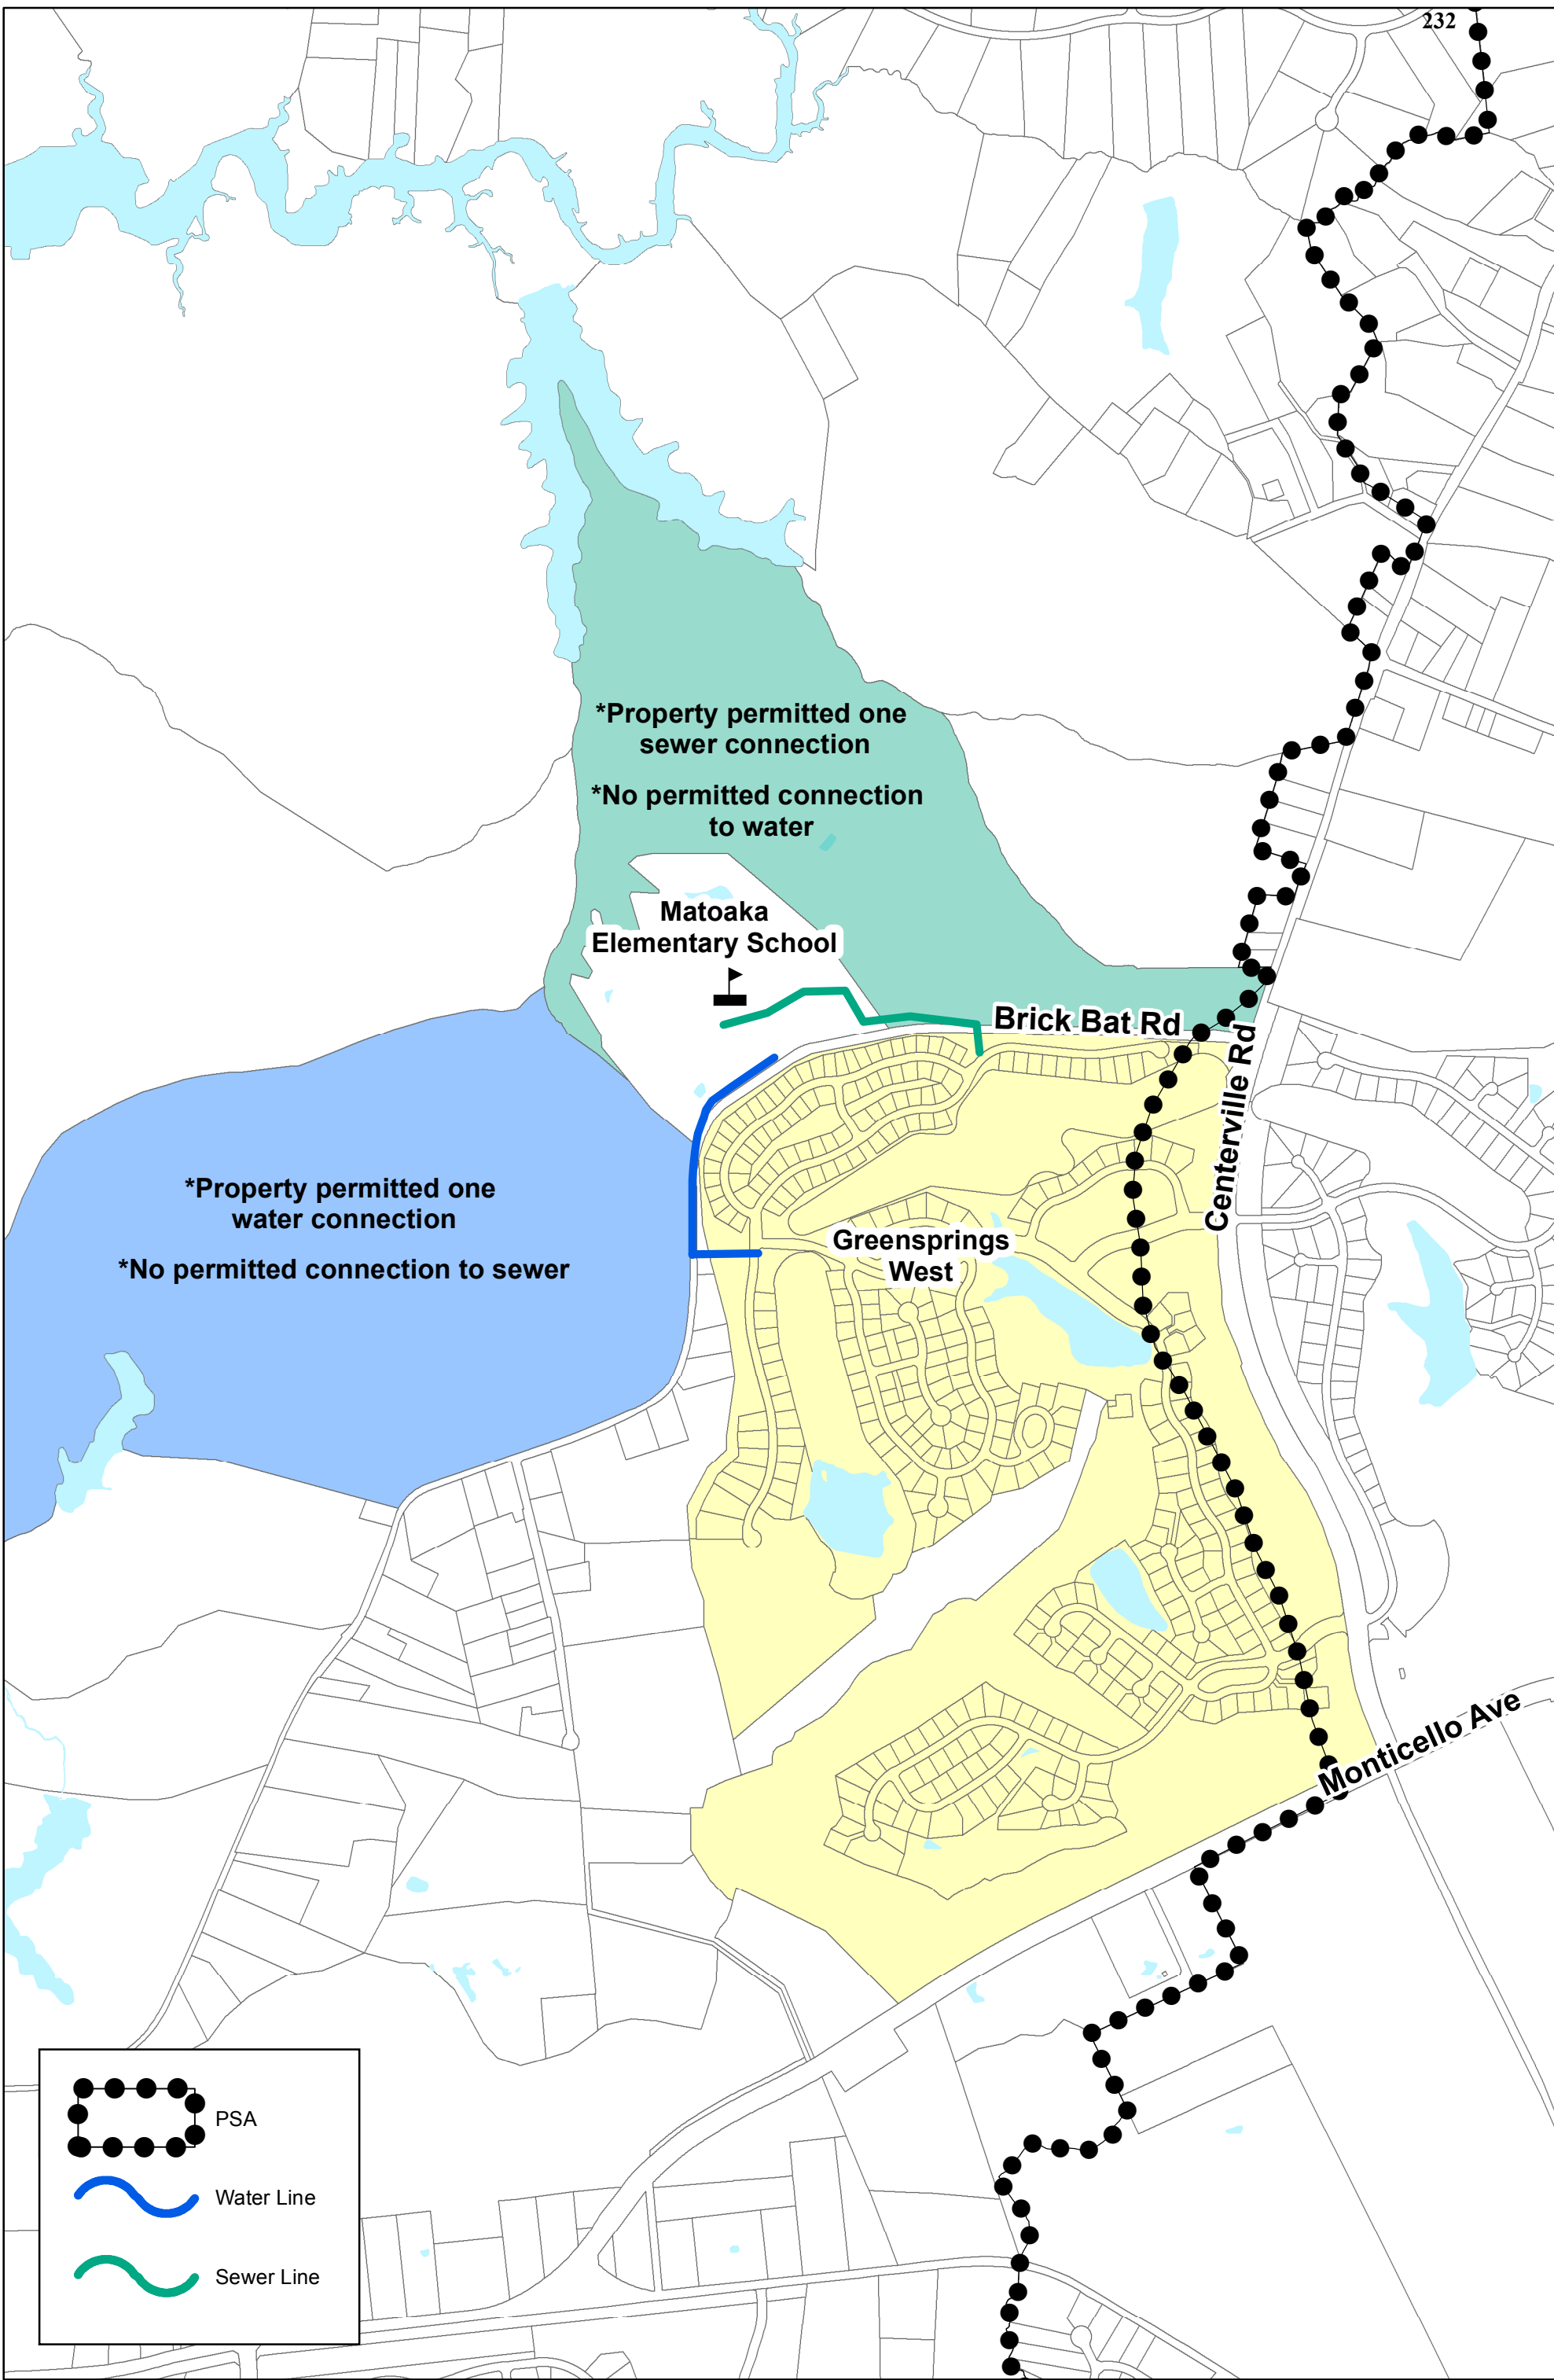 232
*Property permitted one
sewer connection
*No permitted connection
to water
Matoaka
Elementary School
Brick Bat Rd
Centerville Rd
*Property permitted one
water connection
*No permitted connection to sewer
Greensprings
West
Monticello Ave
PSA
Water Line
Sewer Line